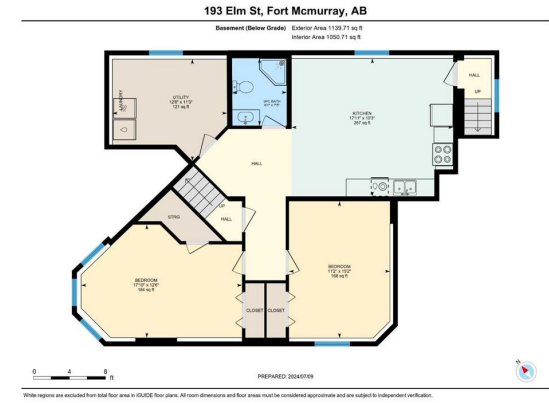 193 Elm St, Fort Mcmurray, AB
Basement (Below Grade) Exterior Area 1139.71 sq ft
Interior Area 1050.71 sq ft
HALL
UP
LAUNDRY
UTILITY
12'8" x 11'3"
121 sq ft
3PC BATH
KITCHEN
17'11" x 15'3"
267 sq ft
HALL
STRG
UP
HALL
BEDROOM
17'10" x 12'6"
184 sq ft
BEDROOM
11'2" x 15'2"
168 sq ft
CLOSET
CLOSET
0 4 8 ft
PREPARED: 2024/07/09
N
White regions are excluded from total floor area in iGUIDE floor plans. All room dimensions and floor areas must be considered approximate and are subject to independent verification.